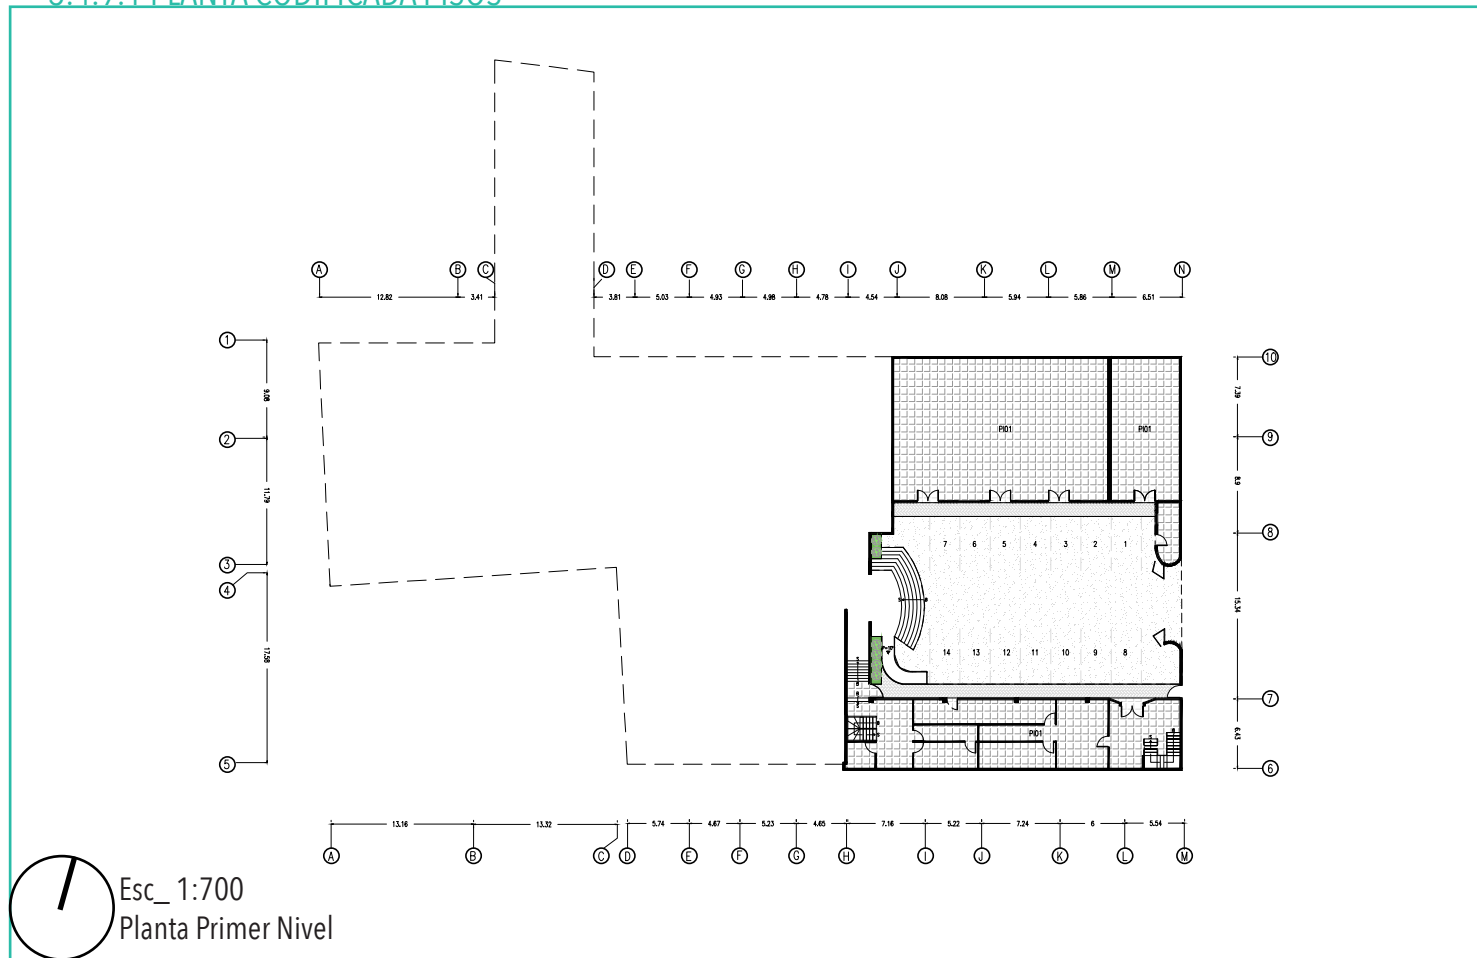 A B C D E F G H I J K L M N
12.82 3.41 3.81 5.03 4.93 4.98 4.78 4.54 8.08 5.94 5.86 6.51
1 10
9.08 7.39
2 9
PI01 PI01
11.79 8.9
8
7 6 5 4 3 2 1
3
4
15.34
14 13 12 11 10 9 8
17.58
7
PI01
6.43
5 6
13.16 13.32 5.74 4.67 5.23 4.65 7.16 5.22 7.24 6 5.54
A B C D E F G H I J K L M
Esc_ 1:700
Planta Primer Nivel